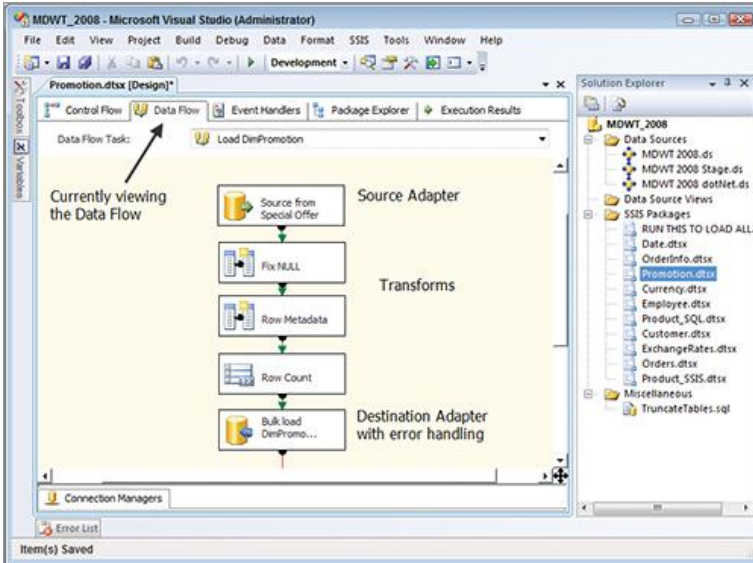 MDWT_2008 - Microsoft Visual Studio (Administrator)
File Edit View Project Build Debug Data Format SSIS Tools Window Help
Development
Toolbox
Variables
Promotion.dtsx [Design]*
Control Flow Data Flow Event Handlers Package Explorer Execution Results
Data Flow Task: Load DimPromotion
Currently viewing
the Data Flow
Source from
Special Offer
Source Adapter
Fix NULL
Transforms
Row Metadata
Row Count
Bulk load
DimPromo...
Destination Adapter
with error handling
Connection Managers
Error List
Item(s) Saved
Solution Explorer
MDWT_2008
Data Sources
MDWT 2008.ds
MDWT 2008 Stage.ds
MDWT 2008 dotNet.ds
Data Source Views
SSIS Packages
RUN THIS TO LOAD ALL.
Date.dtsx
OrderInfo.dtsx
Promotion.dtsx
Currency.dtsx
Employee.dtsx
Product_SQL.dtsx
Customer.dtsx
ExchangeRates.dtsx
Orders.dtsx
Product_SSIS.dtsx
Miscellaneous
TruncateTables.sql